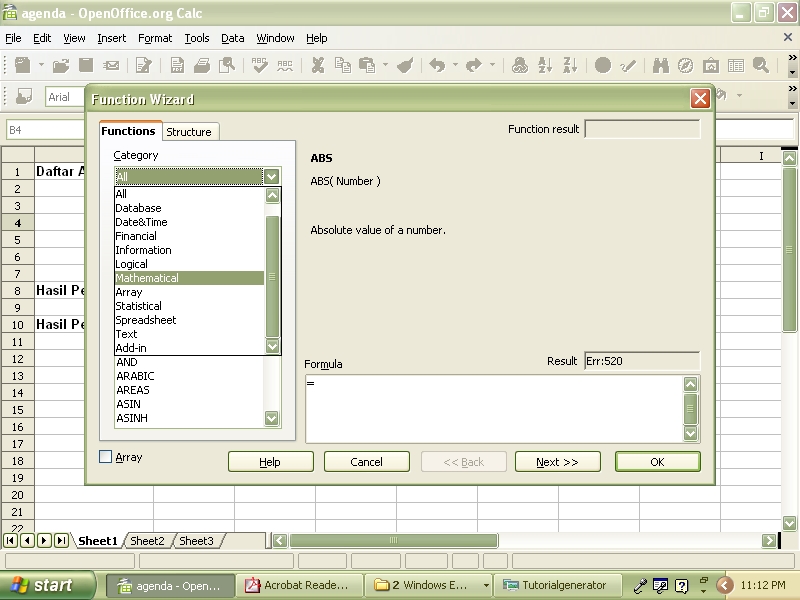 agenda - OpenOffice.org Calc
File Edit View Insert Format Tools Data Window Help
Arial
B4
I
Function Wizard
Functions Structure
Function result
Category
All
All
Database
Date&Time
Financial
Information
Logical
Mathematical
Array
Statistical
Spreadsheet
Text
Add-in
AND
ARABIC
AREAS
ASIN
ASINH
ABS
ABS( Number )
Absolute value of a number.
Formula
Result Err:520
=
Array
Help Cancel << Back Next >> OK
1 Daftar A
2
3
4
5
6
7
8 Hasil Pe
9
10 Hasil Pe
11
12
13
14
15
16
17
18
19
20
21
22
Sheet1 Sheet2 Sheet3
start agenda - Open... Acrobat Reade... 2 Windows E... Tutorialgenerator 11:12 PM